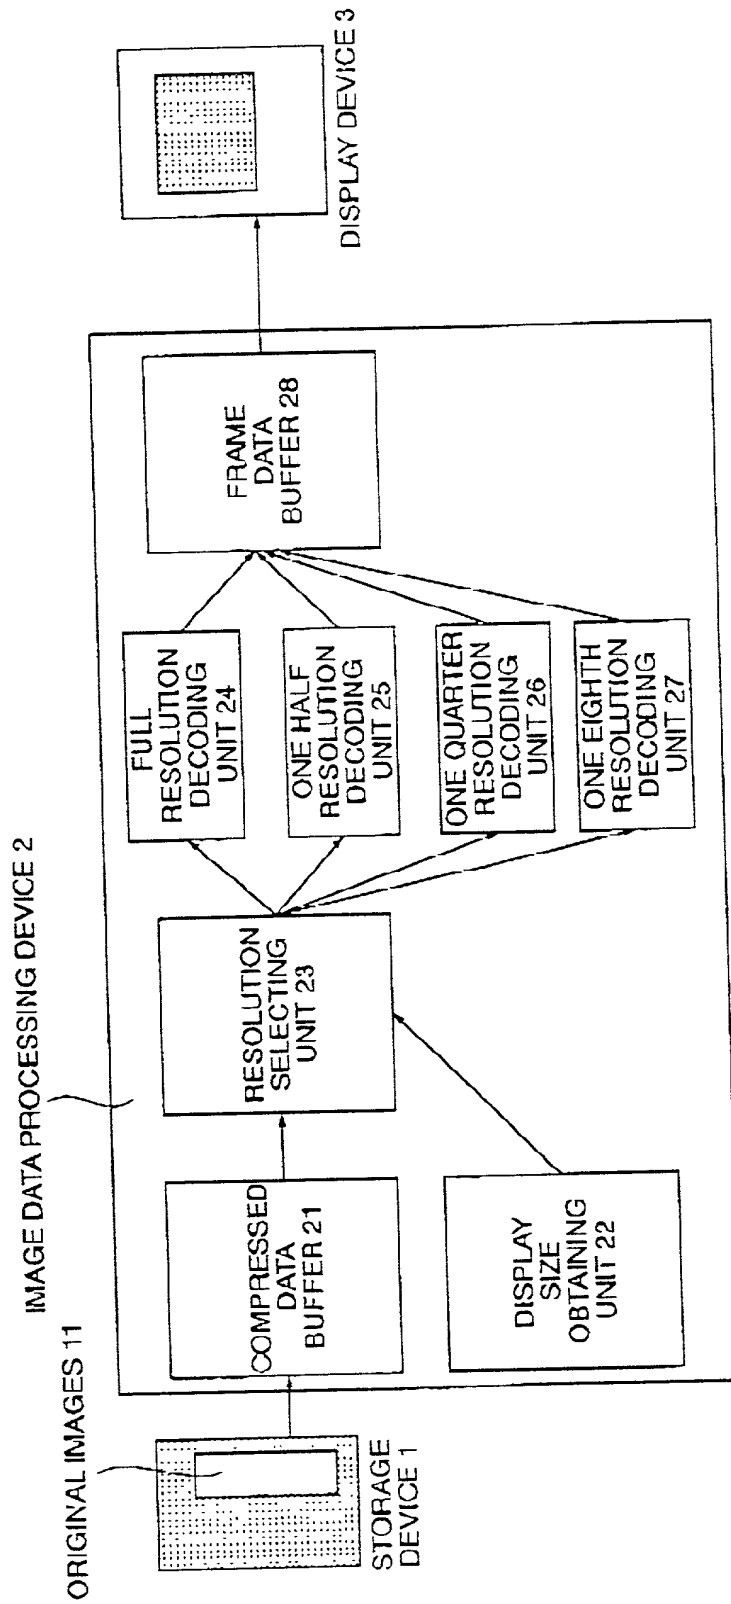 IMAGE DATA PROCESSING DEVICE 2
ORIGINAL IMAGES 11
STORAGE
DEVICE 1
COMPRESSED
DATA
BUFFER 21
DISPLAY
SIZE
OBTAINING
UNIT 22
RESOLUTION
SELECTING
UNIT 23
FULL
RESOLUTION
DECODING
UNIT 24
ONE HALF
RESOLUTION
DECODING
UNIT 25
ONE QUARTER
RESOLUTION
DECODING
UNIT 26
ONE EIGHTH
RESOLUTION
DECODING
UNIT 27
FRAME
DATA
BUFFER 28
DISPLAY DEVICE 3